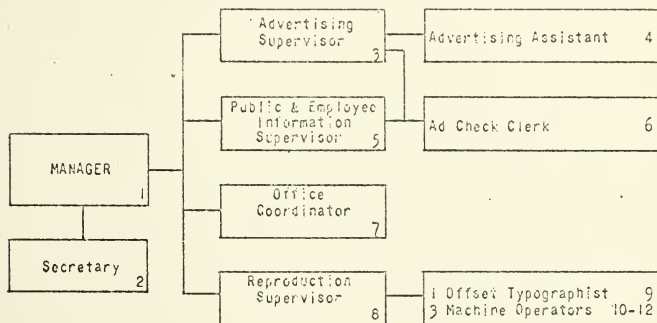 Advertising
Supervisor
3
Advertising Assistant 4
Public & Employee
Information
Supervisor
5
Ad Check Clerk 6
MANAGER
1
Office
Coordinator
7
Secretary
2
Reproduction
Supervisor
8
1 Offset Typographist 9
3 Machine Operators 10-12